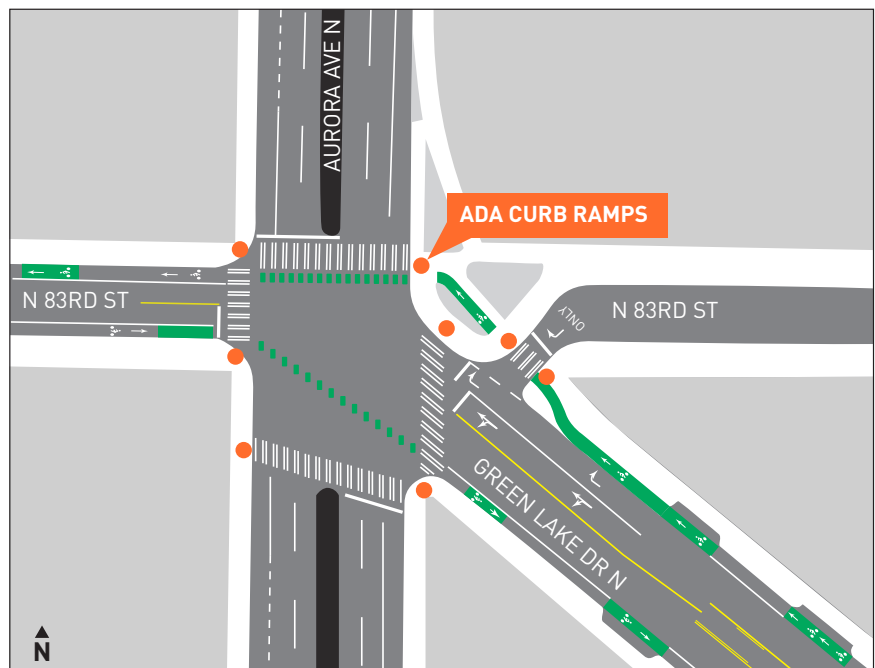 AURORA AVE N
ADA CURB RAMPS
N 83RD ST
N 83RD ST
ONLY
GREEN LAKE DR N
N